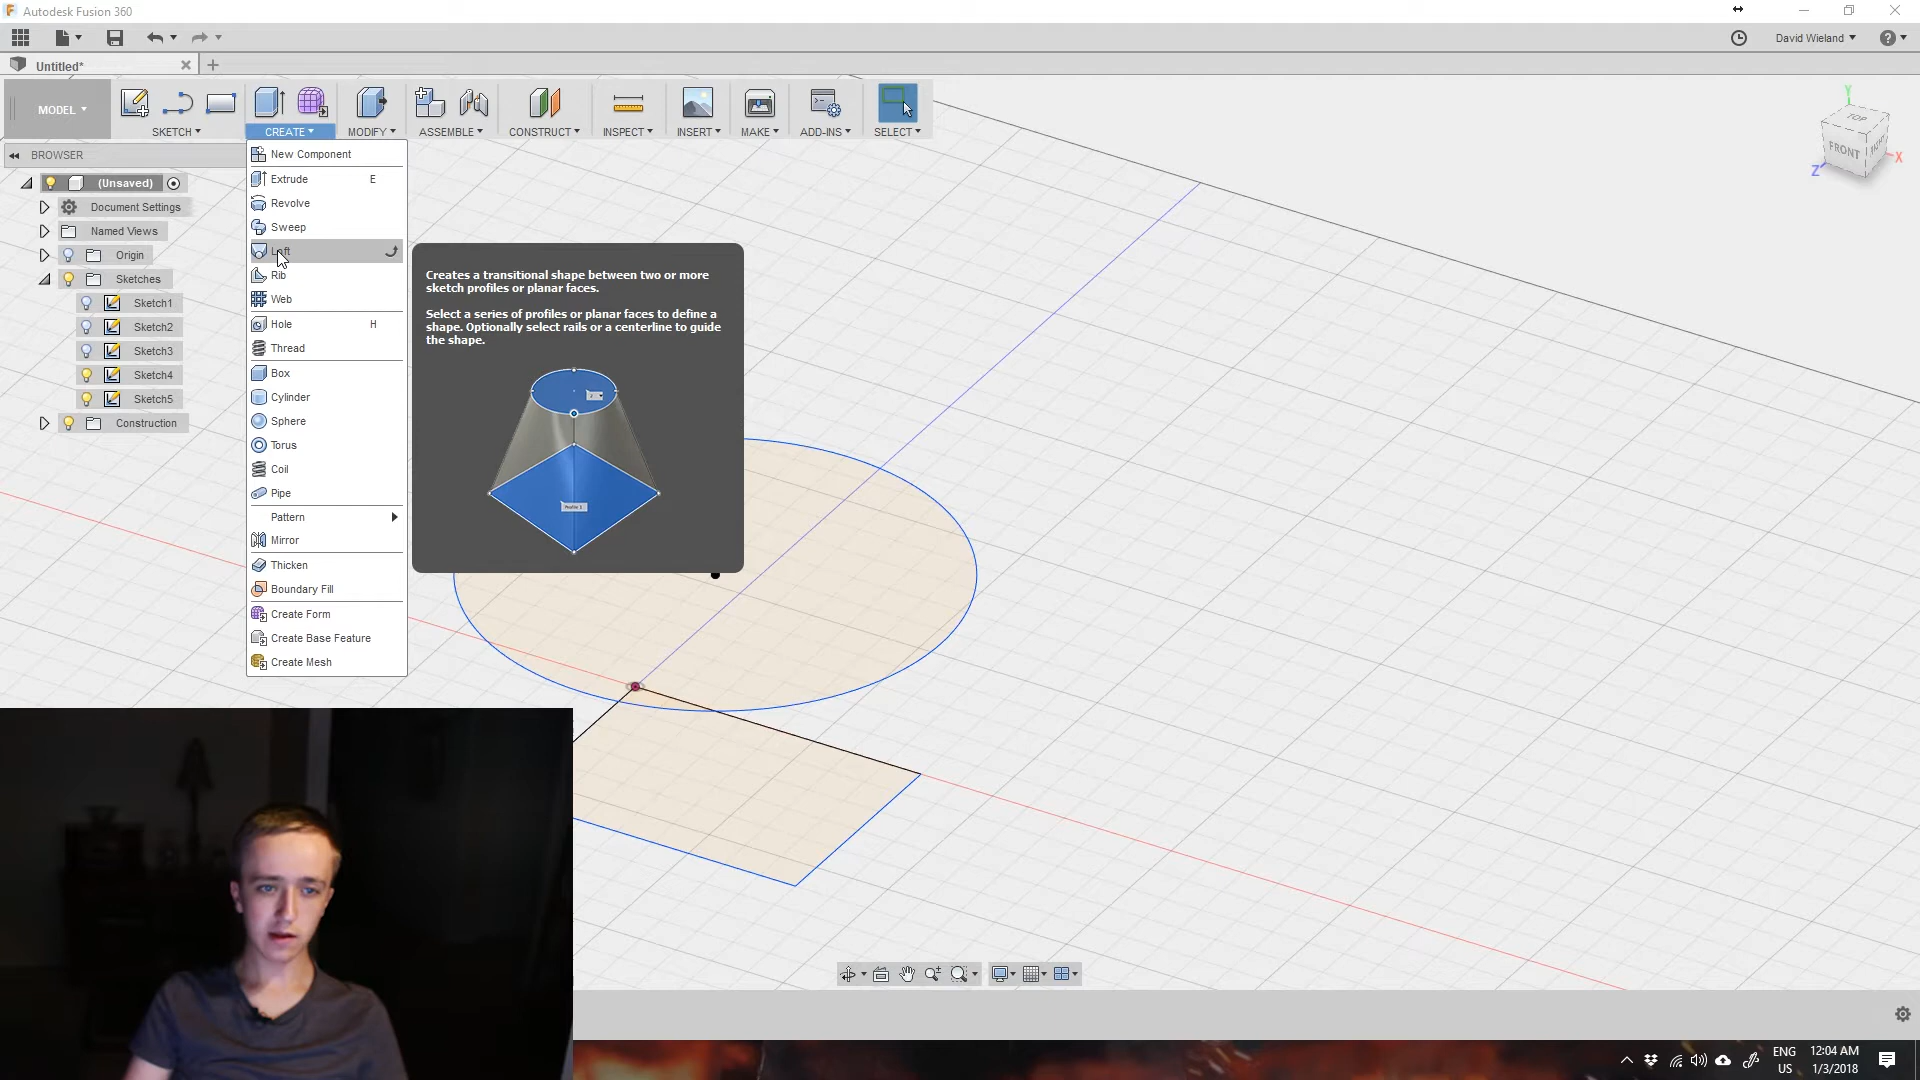 Autodesk Fusion 360
David Wieland
Untitled*
MODEL
SKETCH
CREATE
MODIFY
ASSEMBLE
CONSTRUCT
INSPECT
INSERT
MAKE
ADD-INS
SELECT
BROWSER
(Unsaved)
Document Settings
Named Views
Origin
Sketches
Sketch1
Sketch2
Sketch3
Sketch4
Sketch5
Construction
New Component
Extrude E
Revolve
Sweep
Loft
Rib
Web
Hole H
Thread
Box
Cylinder
Sphere
Torus
Coil
Pipe
Pattern
Mirror
Thicken
Boundary Fill
Create Form
Create Base Feature
Create Mesh
Creates a transitional shape between two or more
sketch profiles or planar faces.
Select a series of profiles or planar faces to define a
shape. Optionally select rails or a centerline to guide
the shape.
Profile 1
TOP
FRONT
Y
X
Z
ENG
US
12:04 AM
1/3/2018